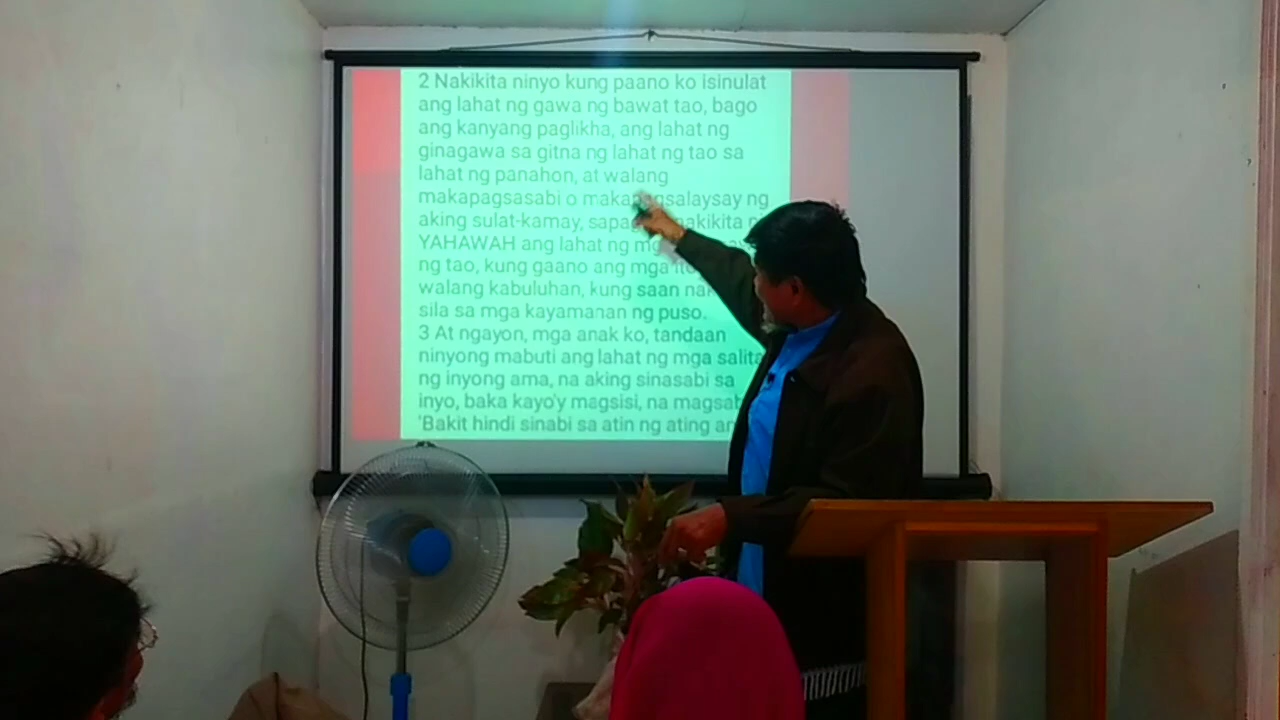 2 Nakikita ninyo kung paano ko isinulat
ang lahat ng gawa ng bawat tao, bago
ang kanyang paglikha, ang lahat ng
ginagawa sa gitna ng lahat ng tao sa
lahat ng panahon, at walang
makapagsasabi o makapagsalaysay ng
aking sulat-kamay, nakikita
YAHAWAH ang lahat ng
ng tao, kung gaano ang mga
walang kabuluhan, kung saan
sila sa mga kayamanan ng puso.
3 At ngayon, mga anak ko, tandaan
ninyong mabuti ang lahat ng mga salita
ng inyong ama, na aking sinasabi sa
inyo, baka kayo'y magsisi, na
'Bakit hindi sinabi sa atin ng ating